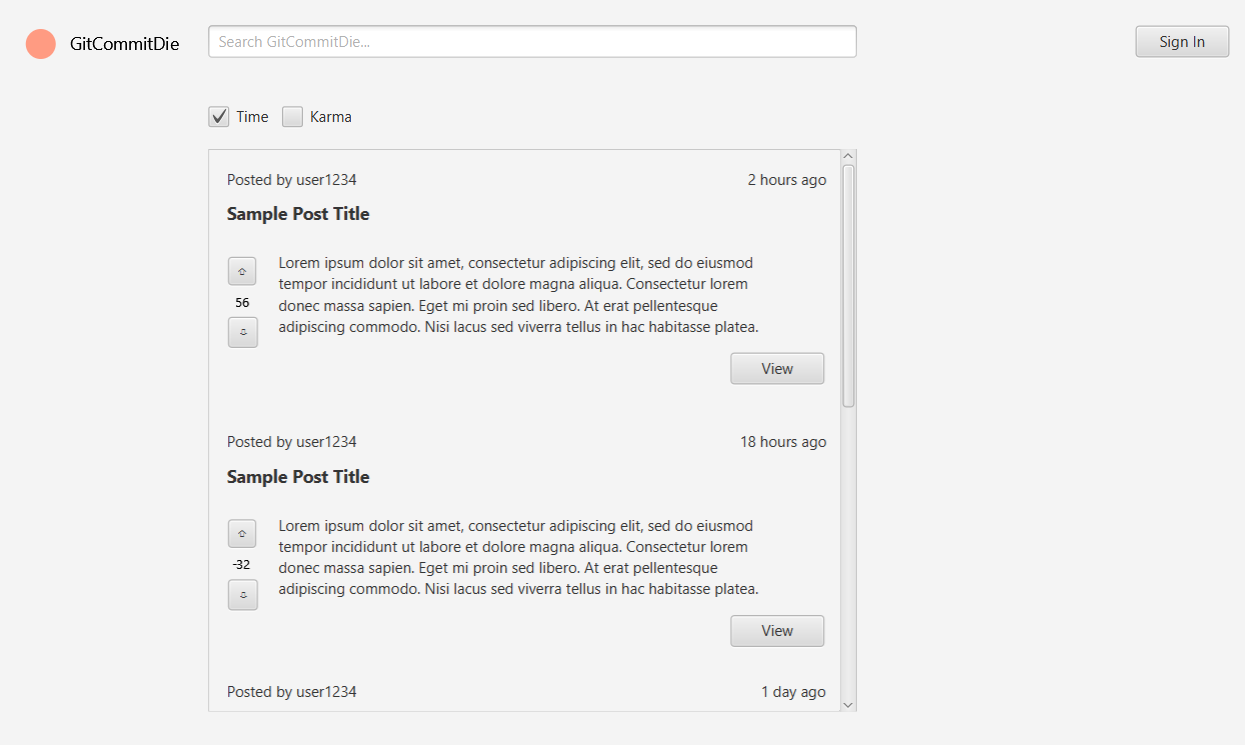 GitCommitDie
Search GitCommitDie...
Sign In
Time
Karma
Posted by user1234
2 hours ago
Sample Post Title
Lorem ipsum dolor sit amet, consectetur adipiscing elit, sed do eiusmod
tempor incididunt ut labore et dolore magna aliqua. Consectetur lorem
donec massa sapien. Eget mi proin sed libero. At erat pellentesque
adipiscing commodo. Nisi lacus sed viverra tellus in hac habitasse platea.
56
View
Posted by user1234
18 hours ago
Sample Post Title
Lorem ipsum dolor sit amet, consectetur adipiscing elit, sed do eiusmod
tempor incididunt ut labore et dolore magna aliqua. Consectetur lorem
donec massa sapien. Eget mi proin sed libero. At erat pellentesque
adipiscing commodo. Nisi lacus sed viverra tellus in hac habitasse platea.
-32
View
Posted by user1234
1 day ago